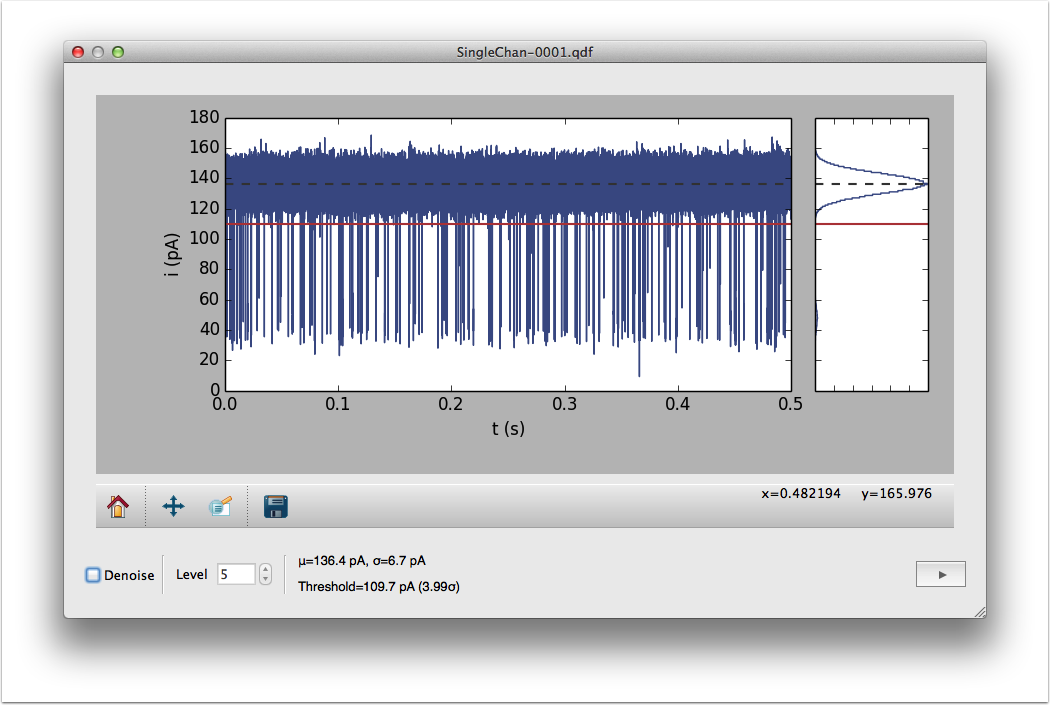 SingleChan-0001.qdf
180
160
140
120
100
80
60
40
20
0
i (pA)
0.0 0.1 0.2 0.3 0.4 0.5
t (s)
x=0.482194 y=165.976
Denoise Level 5
μ=136.4 pA, σ=6.7 pA
Threshold=109.7 pA (3.99σ)